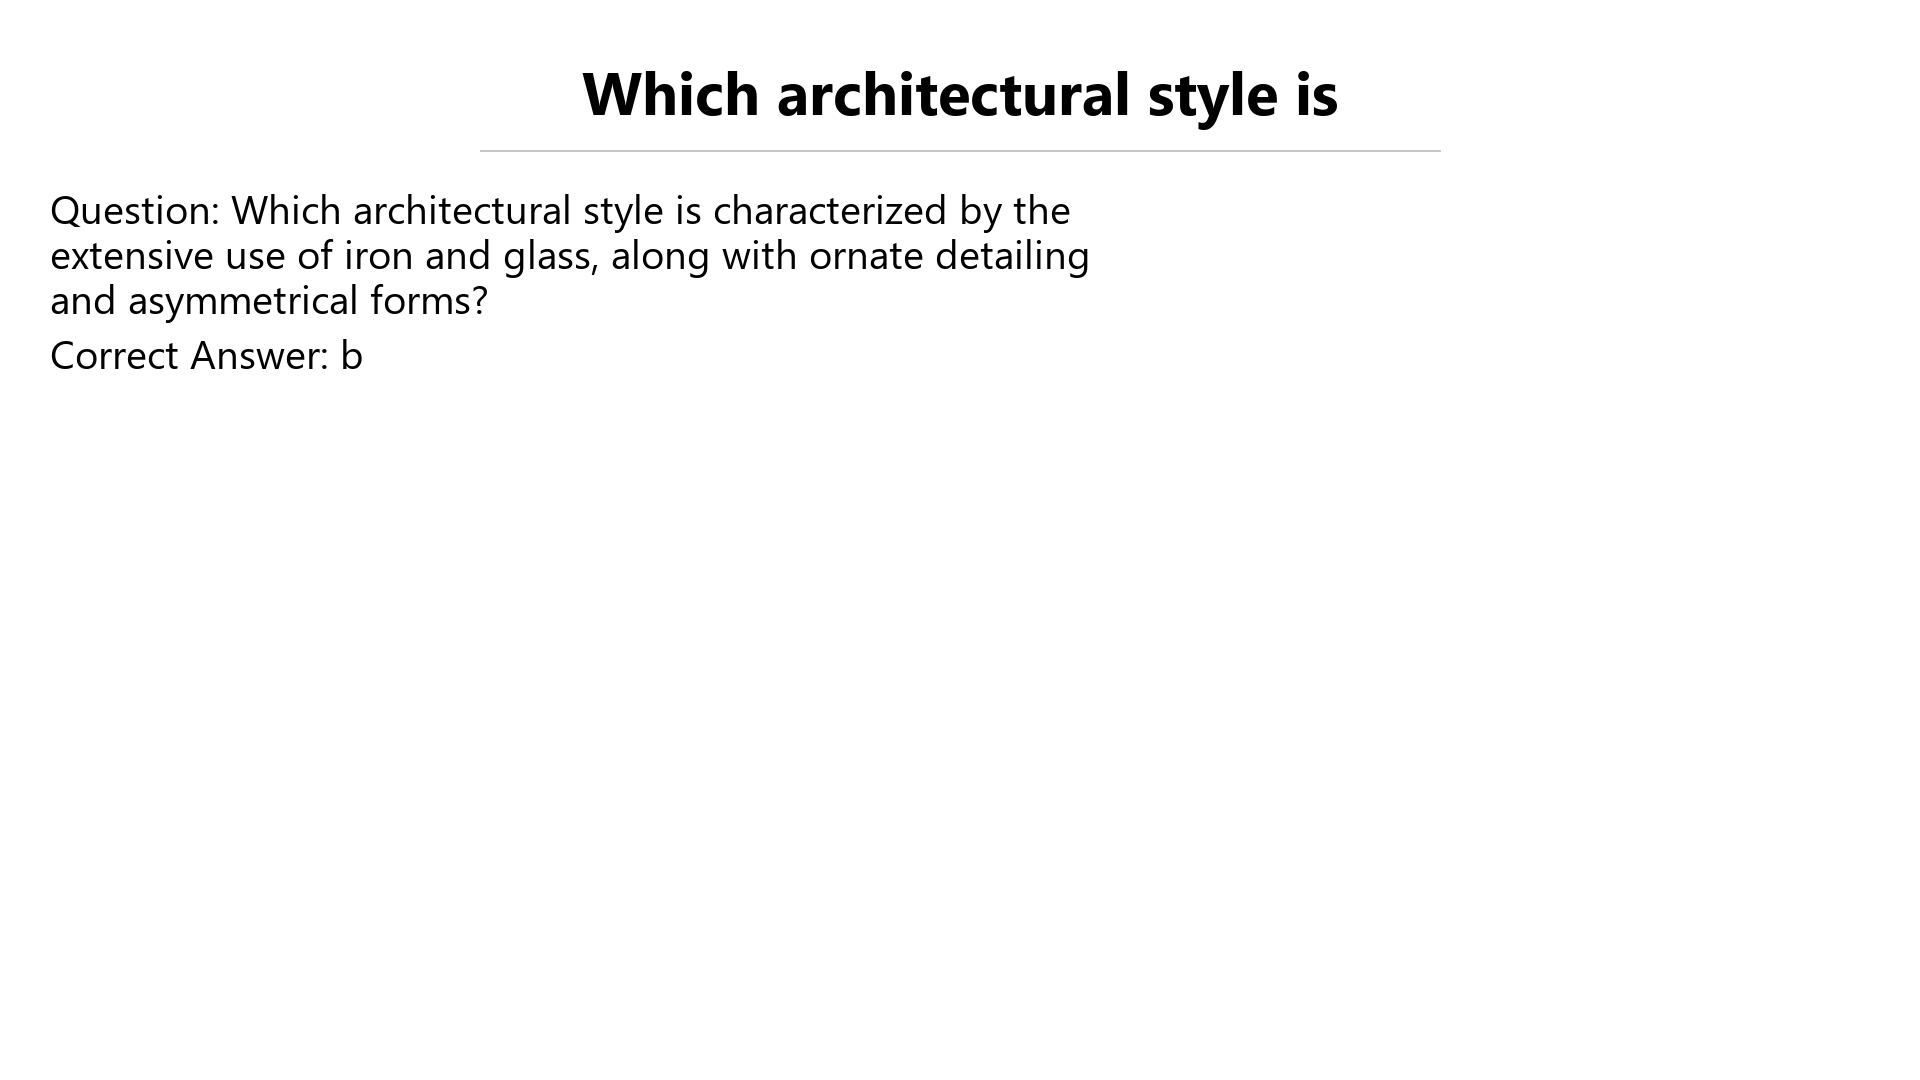 Which architectural style is
Question: Which architectural style is characterized by the
extensive use of iron and glass, along with ornate detailing
and asymmetrical forms?
Correct Answer: b